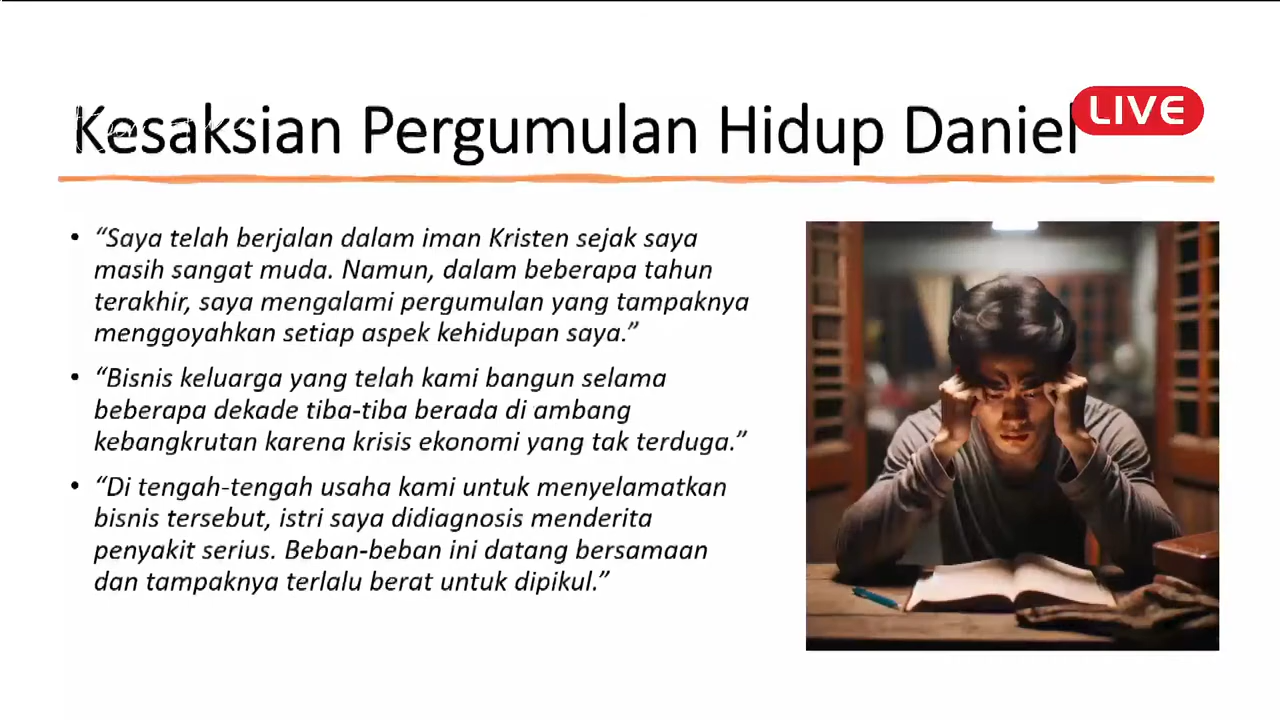 Kesaksian Pergumulan Hidup Daniel
LIVE
• “Saya telah berjalan dalam iman Kristen sejak saya
masih sangat muda. Namun, dalam beberapa tahun
terakhir, saya mengalami pergumulan yang tampaknya
menggoyahkan setiap aspek kehidupan saya.”
• “Bisnis keluarga yang telah kami bangun selama
beberapa dekade tiba-tiba berada di ambang
kebangkrutan karena krisis ekonomi yang tak terduga.”
• “Di tengah-tengah usaha kami untuk menyelamatkan
bisnis tersebut, istri saya didiagnosis menderita
penyakit serius. Beban-beban ini datang bersamaan
dan tampaknya terlalu berat untuk dipikul.”